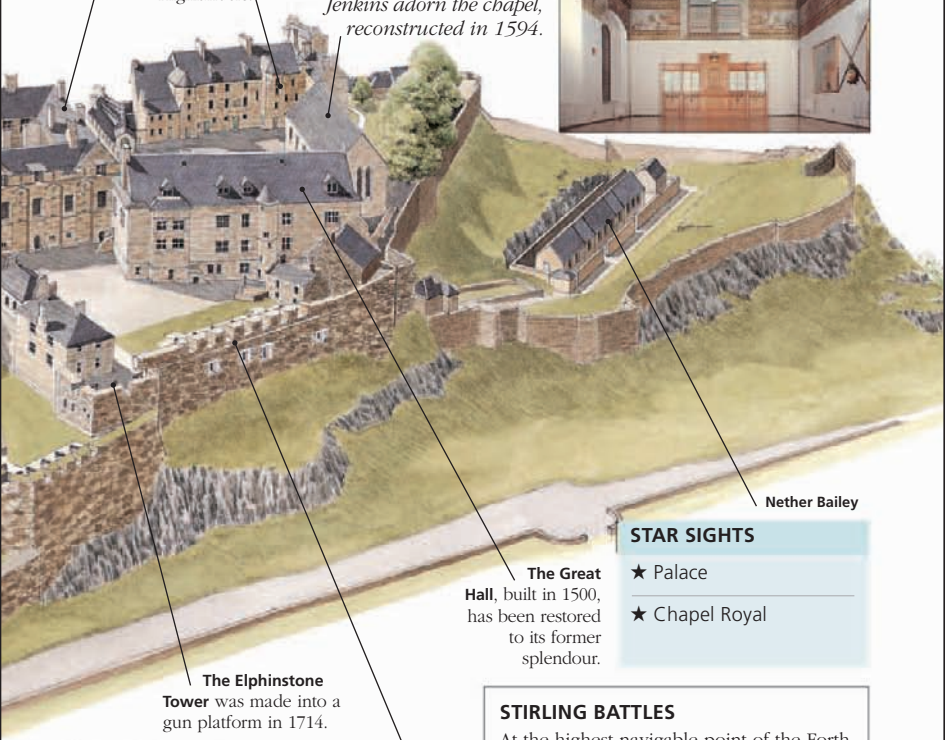 Jenkins adorn the chapel,
reconstructed in 1594.
Nether Bailey
STAR SIGHTS
★ Palace
★ Chapel Royal
The Great
Hall, built in 1500,
has been restored
to its former
splendour.
The Elphinstone
Tower was made into a
gun platform in 1714.
STIRLING BATTLES
At the highest navigable point of the Forth